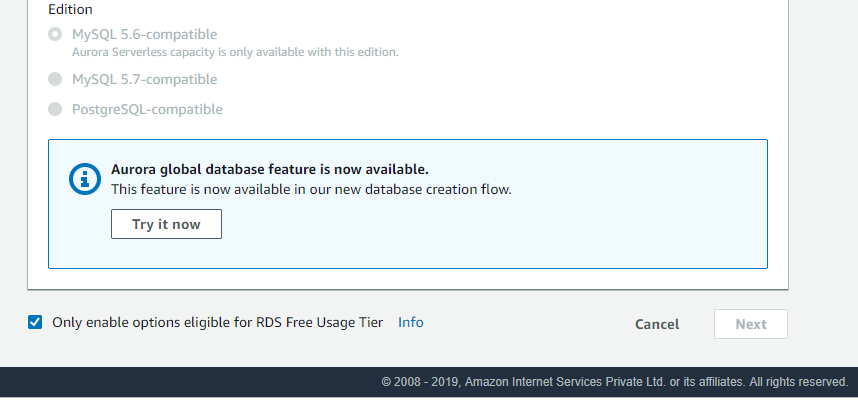 Edition
MySQL 5.6-compatible
Aurora Serverless capacity is only available with this edition.
MySQL 5.7-compatible
PostgreSQL-compatible
Aurora global database feature is now available.
This feature is now available in our new database creation flow.
Try it now
Only enable options eligible for RDS Free Usage Tier Info
Cancel Next
© 2008 - 2019, Amazon Internet Services Private Ltd. or its affiliates. All rights reserved.